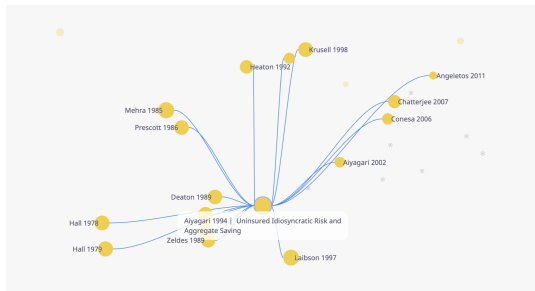 Krusell 1998
Heaton 1992
Angeletos 2011
Chatterjee 2007
Mehra 1985
Conesa 2006
Prescott 1986
Aiyagari 2002
Deaton 1989
Aiyagari 1994 | Uninsured Idiosyncratic Risk and
Aggregate Saving
Hall 1978
Zeldes 1989
Hall 1979
Laibson 1997